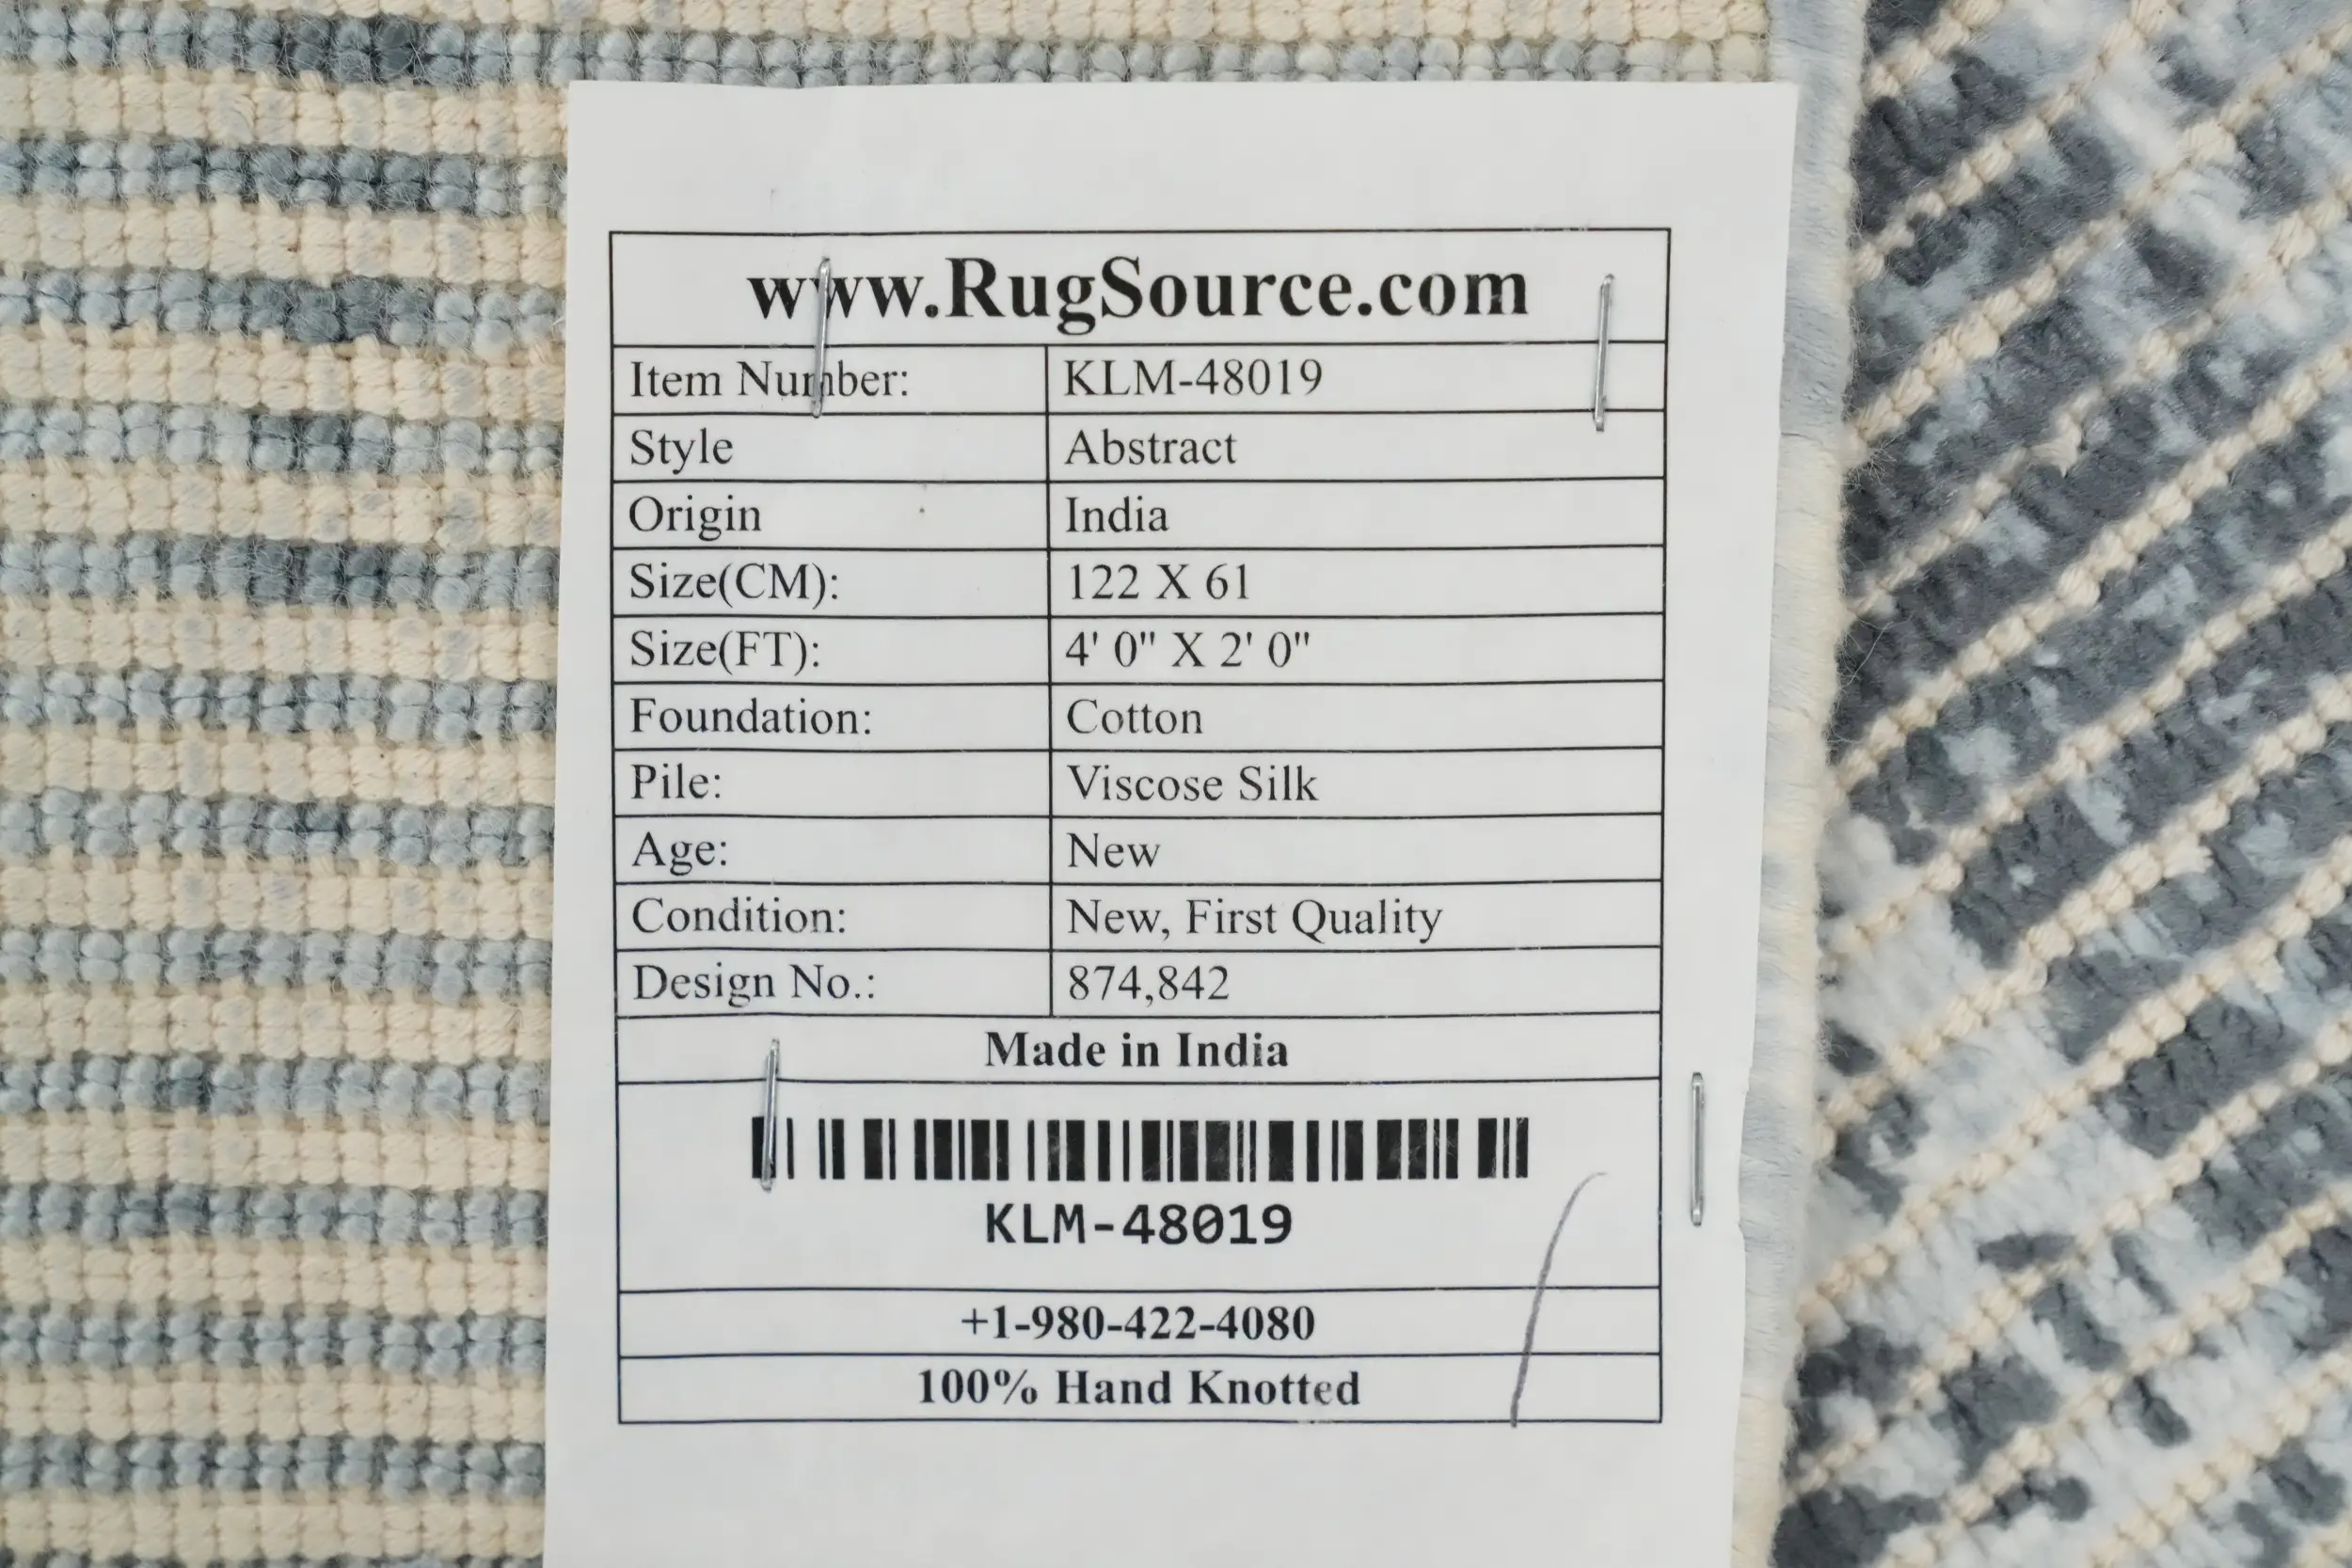 www.RugSource.com
Item Number: KLM-48019
Style Abstract
Origin India
Size(CM): 122 X 61
Size(FT): 4' 0" X 2' 0"
Foundation: Cotton
Pile: Viscose Silk
Age: New
Condition: New, First Quality
Design No.: 874,842
Made in India
KLM-48019
+1-980-422-4080
100% Hand Knotted